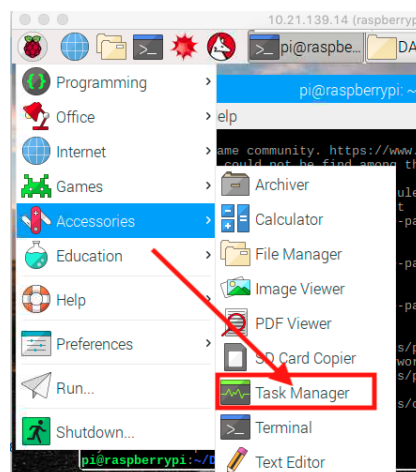 10.21.139.14 (raspberryp
pi@raspbe...
DA
pi@raspberrypi: ~
elp
Programming
Office
Internet
Games
Accessories
Education
Help
Preferences
Run...
Shutdown...
ame community. https://www.
could not be find among th
Archiver
Calculator
File Manager
Image Viewer
PDF Viewer
SD Card Copier
Task Manager
Terminal
Text Editor
ule
t
-pa
-pa
-pa
s/p
wor
s/p
s/c
pi@raspberrypi:~/D